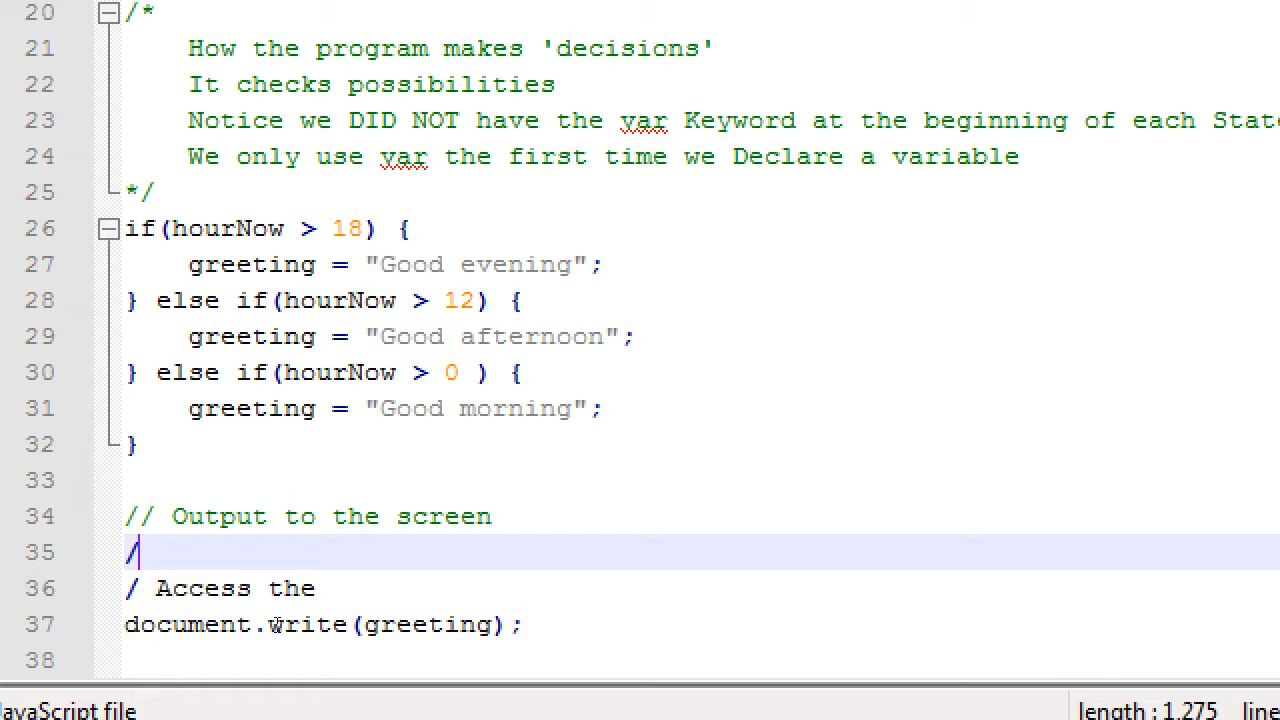 20 /*
21 How the program makes 'decisions'
22 It checks possibilities
23 Notice we DID NOT have the var Keyword at the beginning of each State
24 We only use var the first time we Declare a variable
25 */
26 if(hourNow > 18) {
27 greeting = "Good evening";
28 } else if(hourNow > 12) {
29 greeting = "Good afternoon";
30 } else if(hourNow > 0 ) {
31 greeting = "Good morning";
32 }
33
34 // Output to the screen
35 /
36 / Access the
37 document.write(greeting);
38
JavaScript file length : 1,275 line